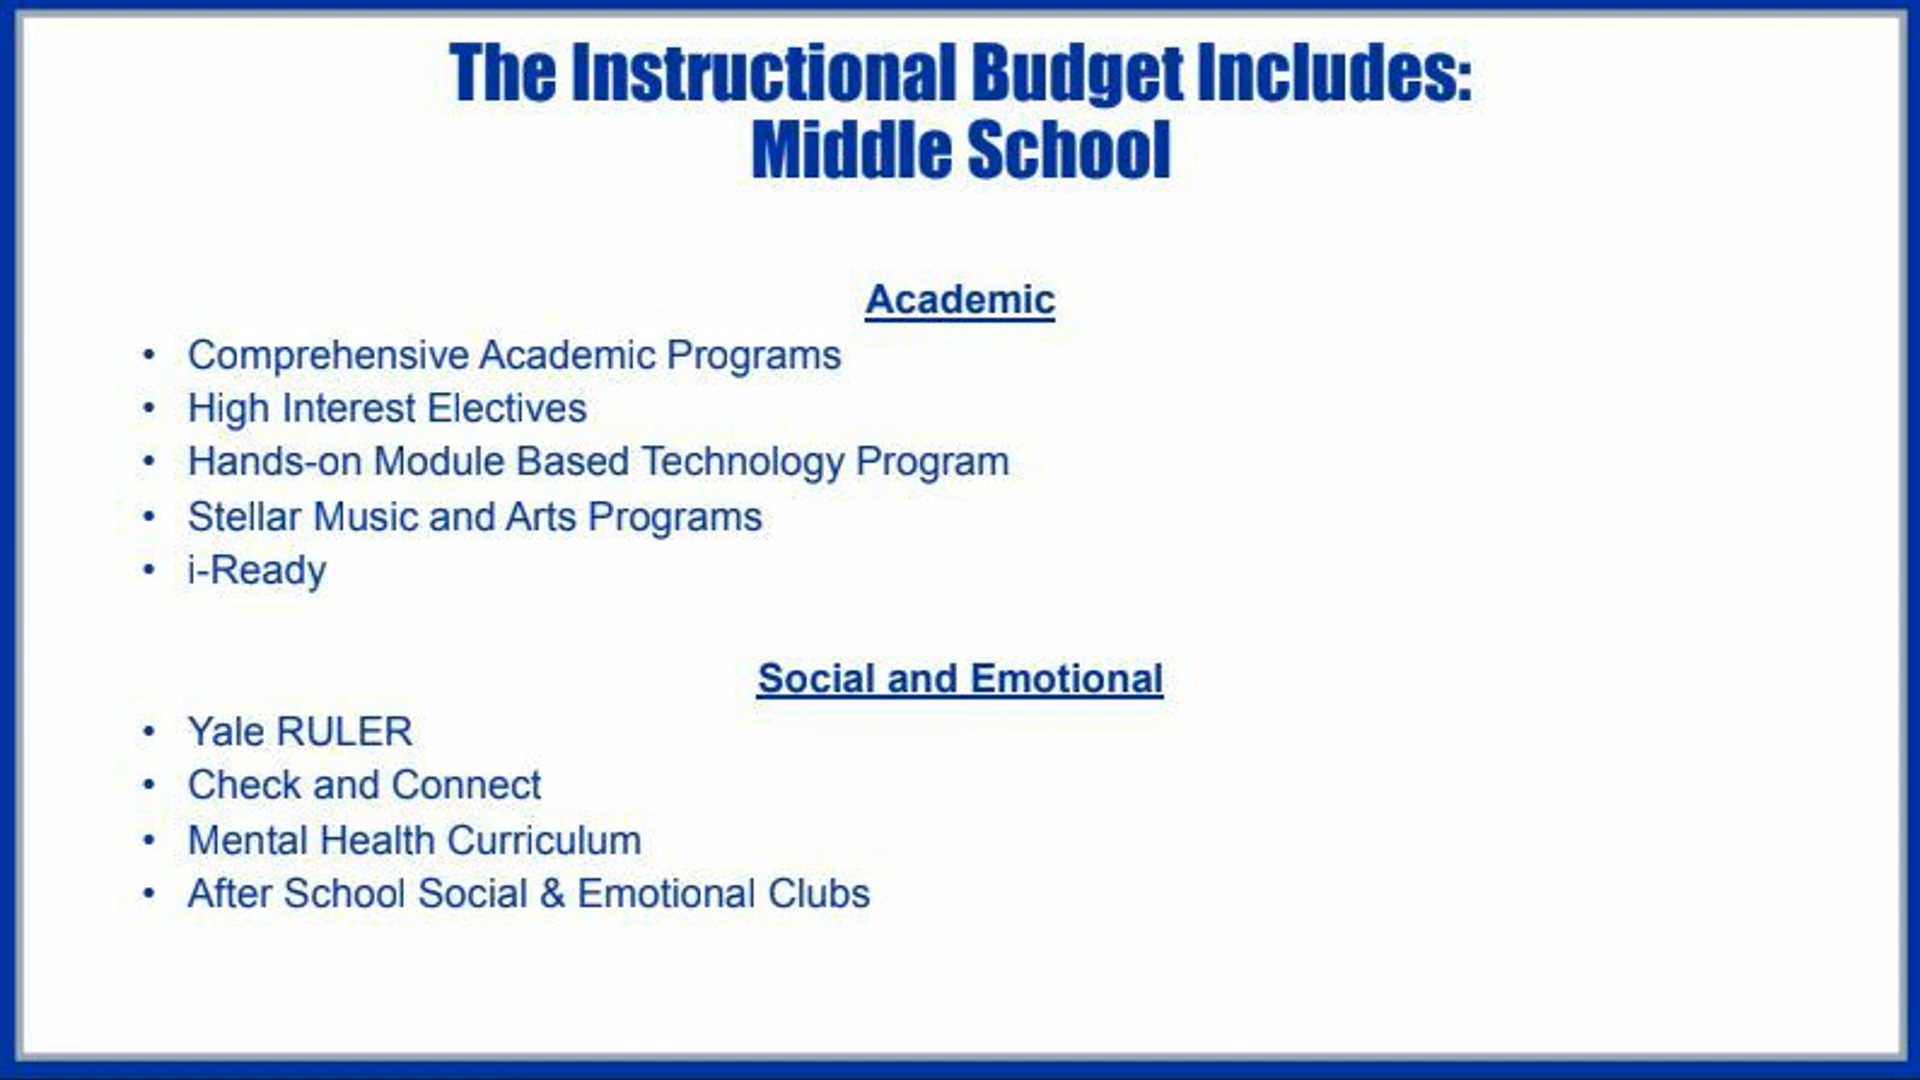 The Instructional Budget Includes:
Middle School
Academic
• Comprehensive Academic Programs
• High Interest Electives
• Hands-on Module Based Technology Program
• Stellar Music and Arts Programs
• i-Ready
Social and Emotional
• Yale RULER
• Check and Connect
• Mental Health Curriculum
• After School Social & Emotional Clubs